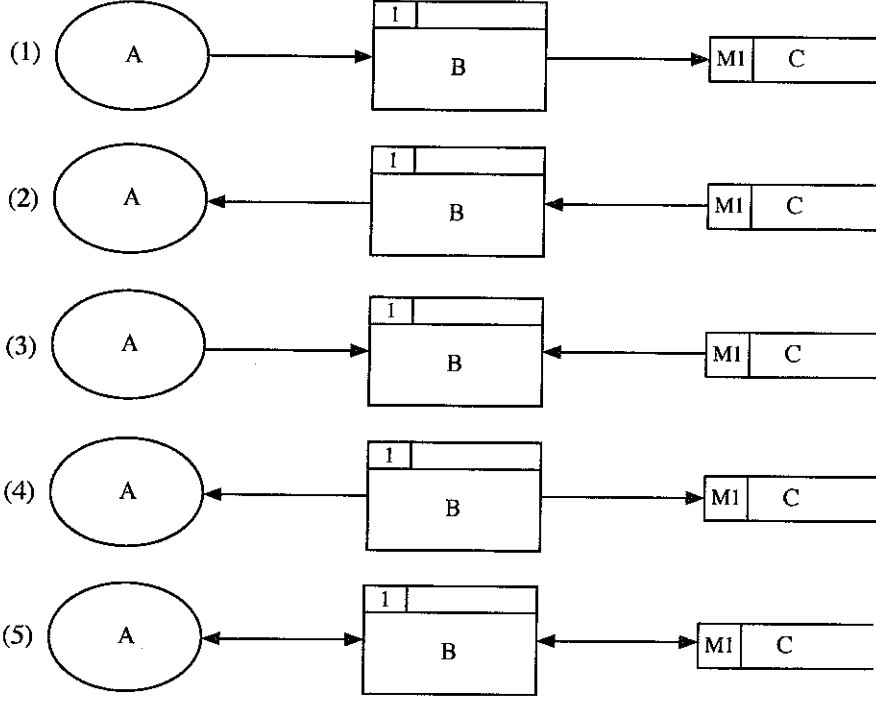 1
(1) A B M1 C
1
(2) A B M1 C
1
(3) A B M1 C
1
(4) A B M1 C
1
(5) A B M1 C